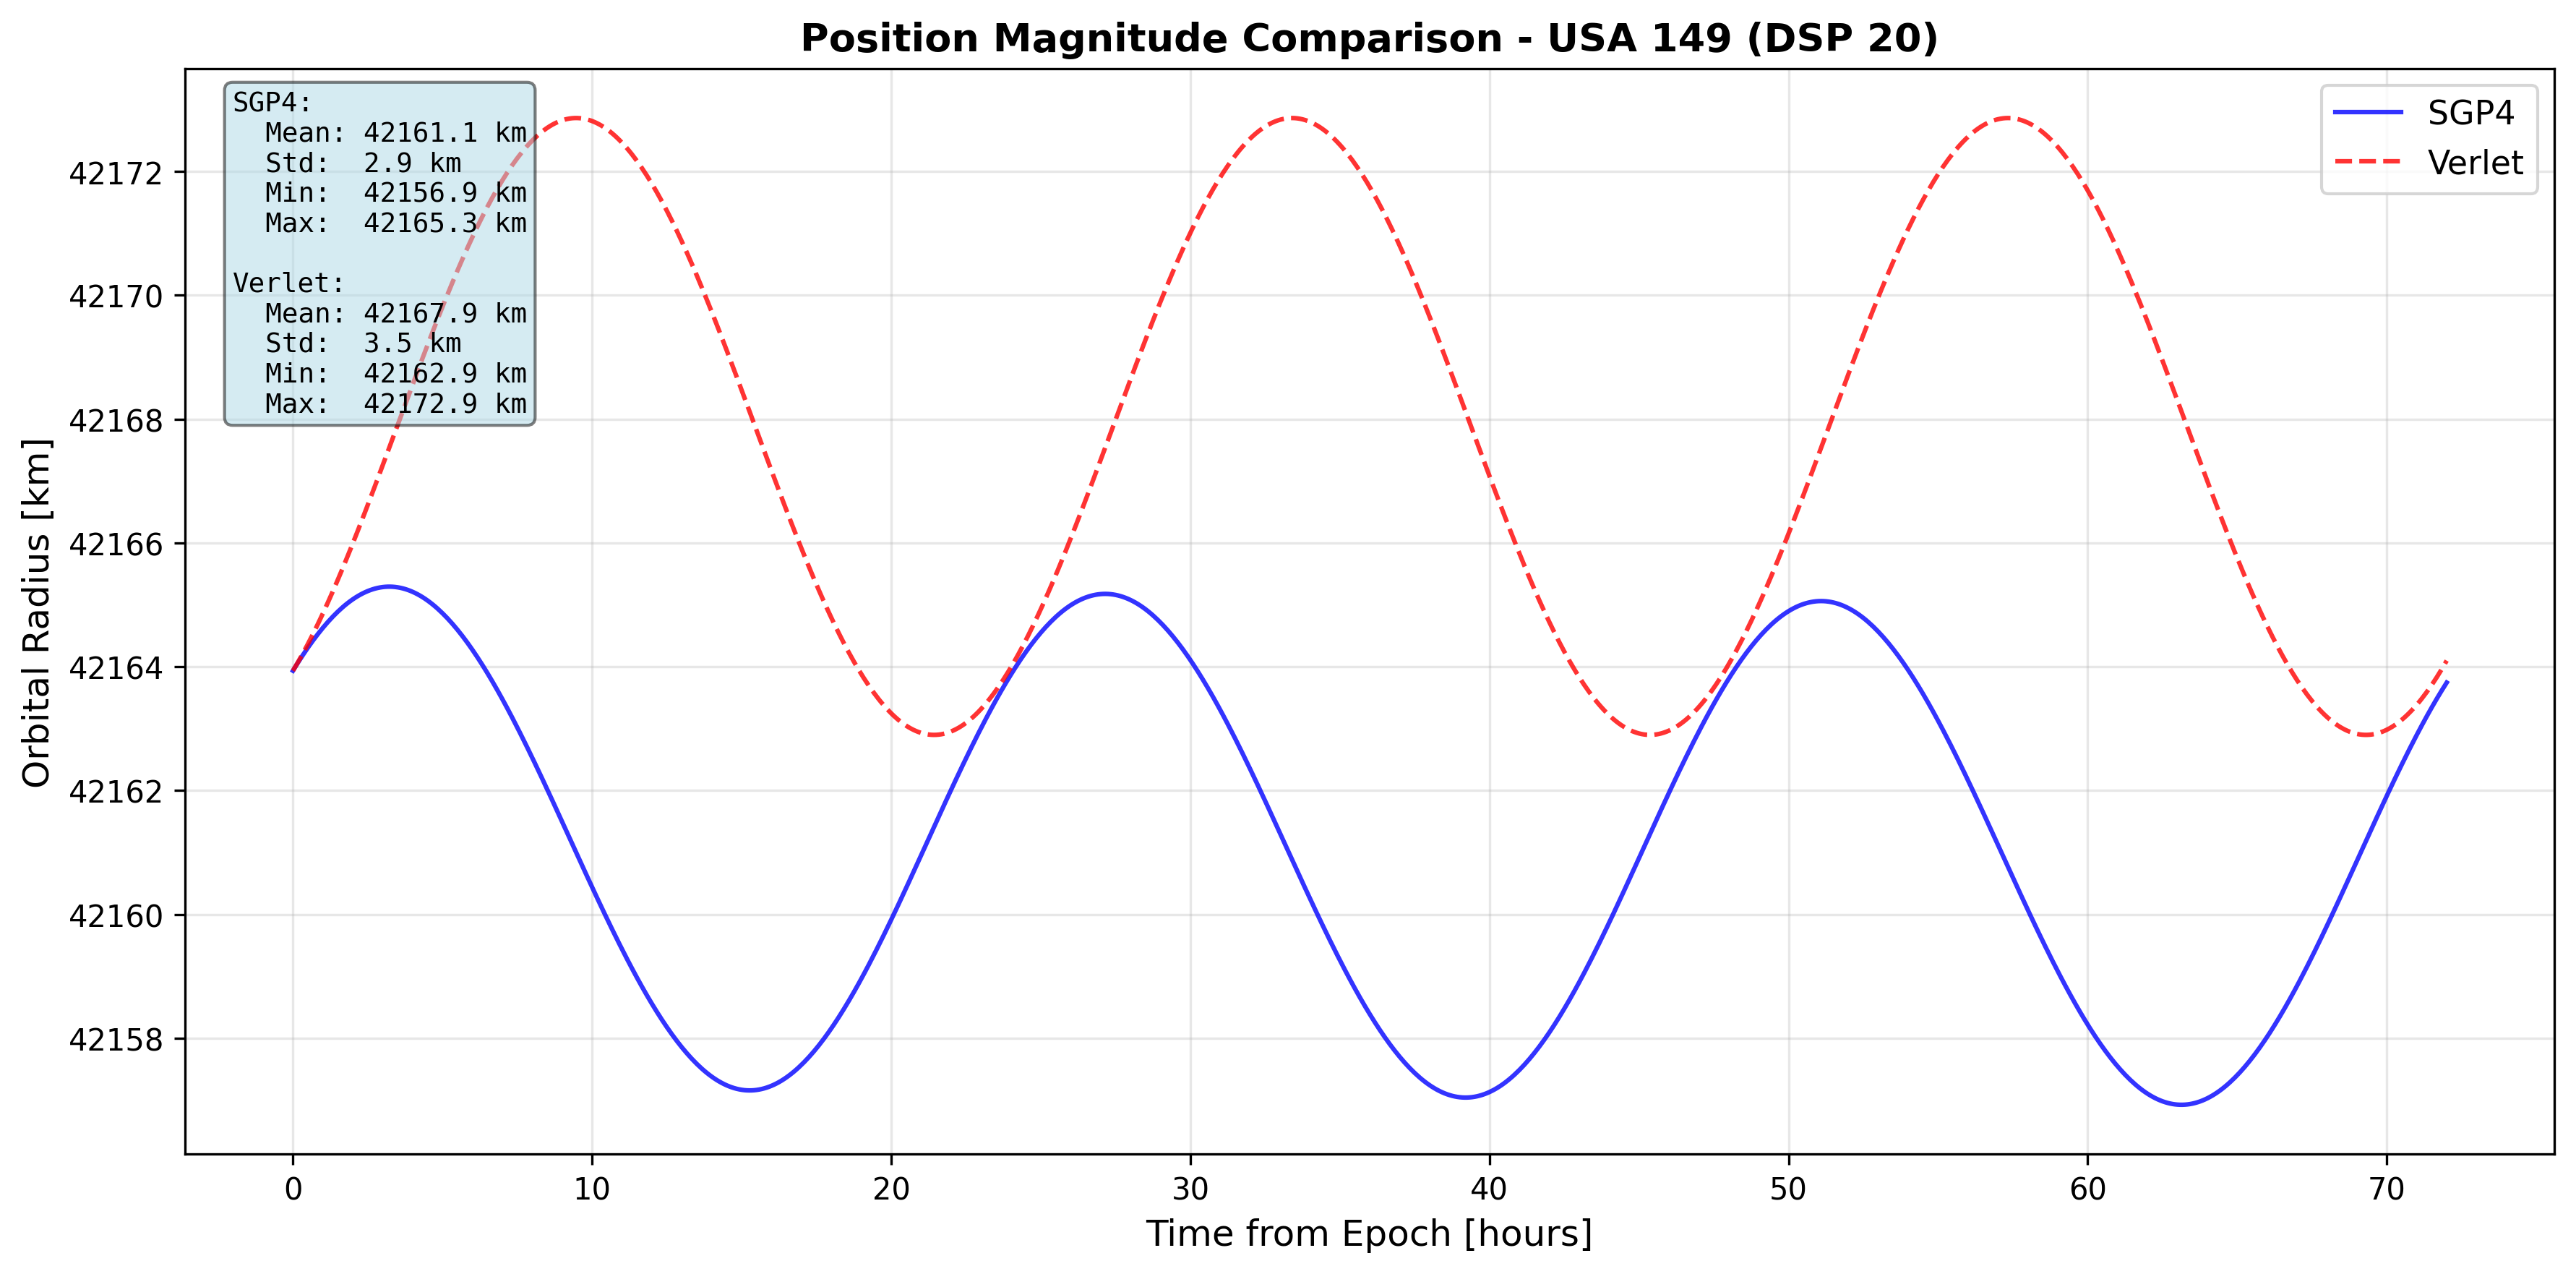 Position Magnitude Comparison - USA 149 (DSP 20)
SGP4:
Mean: 42161.1 km
Std: 2.9 km
Min: 42156.9 km
Max: 42165.3 km
Verlet:
Mean: 42167.9 km
Std: 3.5 km
Min: 42162.9 km
Max: 42172.9 km
SGP4
Verlet
Orbital Radius [km]
42172
42170
42168
42166
42164
42162
42160
42158
0 10 20 30 40 50 60 70
Time from Epoch [hours]